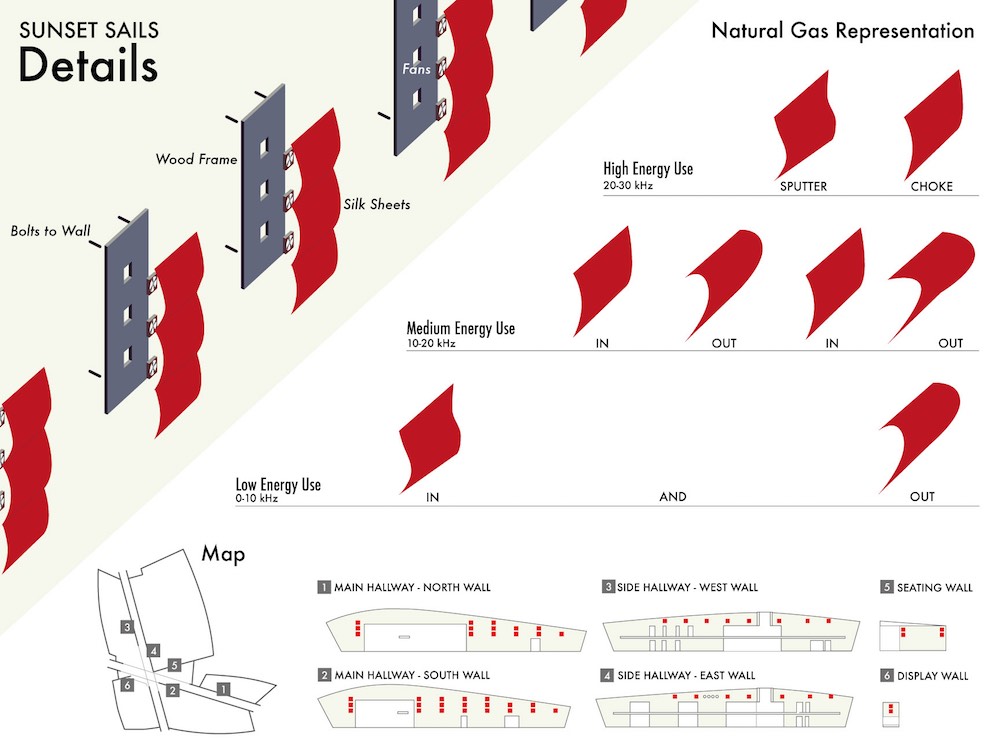 SUNSET SAILS
Details
Natural Gas Representation
Fans
Wood Frame
Silk Sheets
Bolts to Wall
High Energy Use
20-30 kHz
SPUTTER
CHOKE
Medium Energy Use
10-20 kHz
IN
OUT
IN
OUT
Low Energy Use
0-10 kHz
IN
AND
OUT
Map
3
4
5
6
2
1
1 MAIN HALLWAY - NORTH WALL
3 SIDE HALLWAY - WEST WALL
5 SEATING WALL
2 MAIN HALLWAY - SOUTH WALL
4 SIDE HALLWAY - EAST WALL
6 DISPLAY WALL